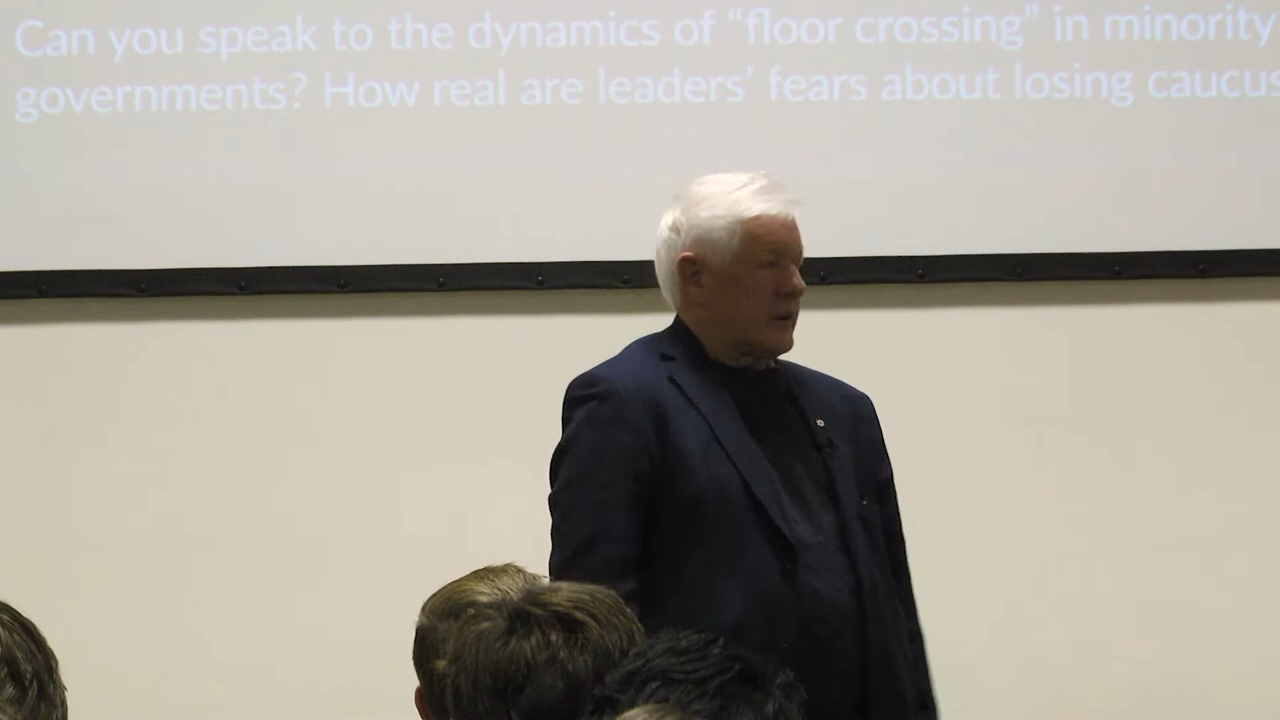 Can you speak to the dynamics of “floor crossing” in minority
governments? How real are leaders’ fears about losing caucus